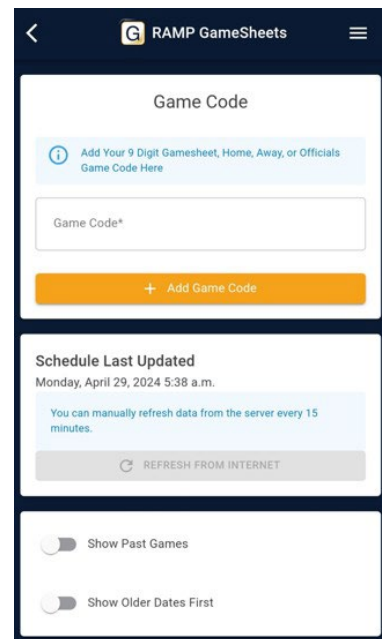 G RAMP GameSheets
Game Code
Add Your 9 Digit Gamesheet, Home, Away, or Officials
Game Code Here
Game Code*
+ Add Game Code
Schedule Last Updated
Monday, April 29, 2024 5:38 a.m.
You can manually refresh data from the server every 15
minutes.
REFRESH FROM INTERNET
Show Past Games
Show Older Dates First